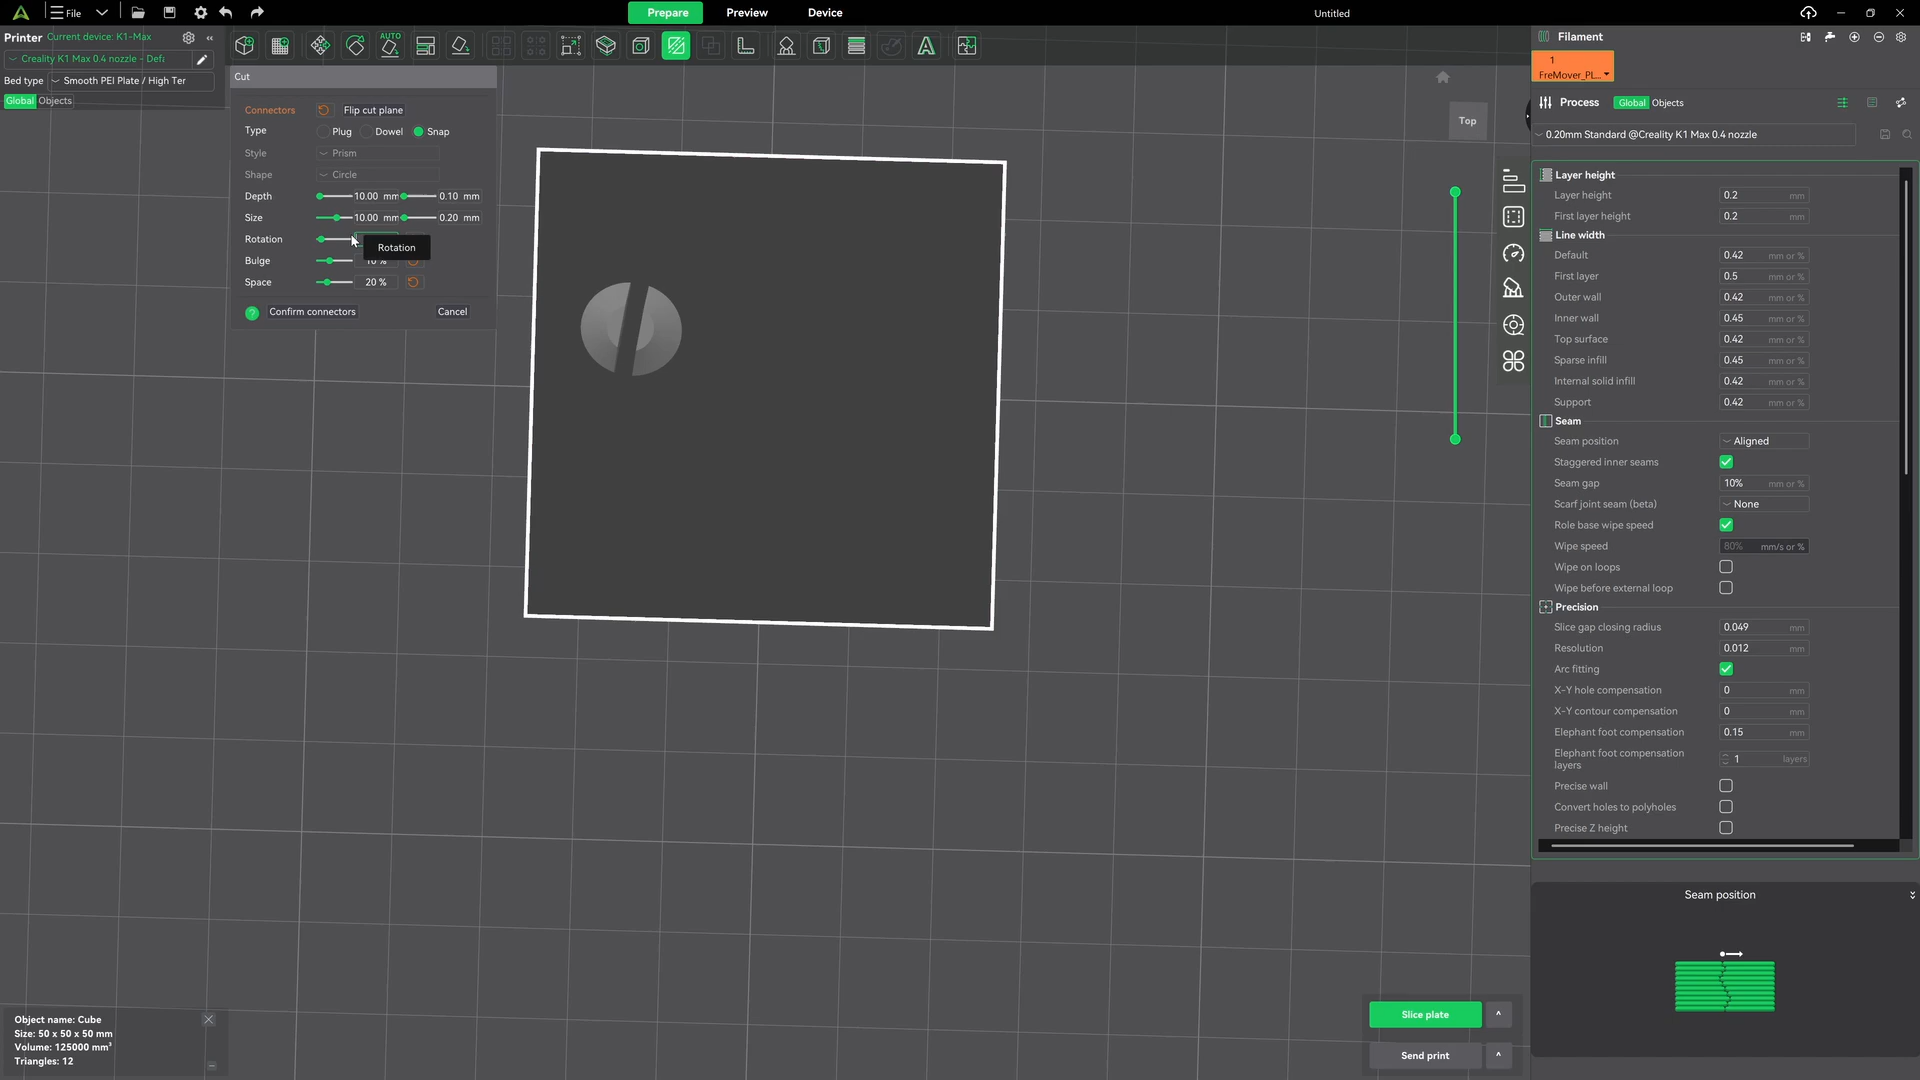 File
Prepare
Preview
Device
Untitled
Printer
Current device: K1-Max
Creality K1 Max 0.4 nozzle - Defa
Bed type
Smooth PEI Plate / High Ter
Global
Objects
AUTO
Cut
Connectors
Flip cut plane
Type
Plug
Dowel
Snap
Style
Prism
Shape
Circle
Depth
10.00 mm
0.10 mm
Size
10.00 mm
0.20 mm
Rotation
Rotation
Bulge
10 %
Space
20 %
?
Confirm connectors
Cancel
Top
Filament
1
FreMover_PL...
Process
Global
Objects
0.20mm Standard @Creality K1 Max 0.4 nozzle
Layer height
Layer height
0.2 mm
First layer height
0.2 mm
Line width
Default
0.42 mm or %
First layer
0.5 mm or %
Outer wall
0.42 mm or %
Inner wall
0.45 mm or %
Top surface
0.42 mm or %
Sparse infill
0.45 mm or %
Internal solid infill
0.42 mm or %
Support
0.42 mm or %
Seam
Seam position
Aligned
Staggered inner seams
Seam gap
10% mm or %
Scarf joint seam (beta)
None
Role base wipe speed
Wipe speed
80% mm/s or %
Wipe on loops
Wipe before external loop
Precision
Slice gap closing radius
0.049 mm
Resolution
0.012 mm
Arc fitting
X-Y hole compensation
0 mm
X-Y contour compensation
0 mm
Elephant foot compensation
0.15 mm
Elephant foot compensation
layers
1 layers
Precise wall
Convert holes to polyholes
Precise Z height
Seam position
Slice plate
Send print
Object name: Cube
Size: 50 x 50 x 50 mm
Volume: 125000 mm³
Triangles: 12